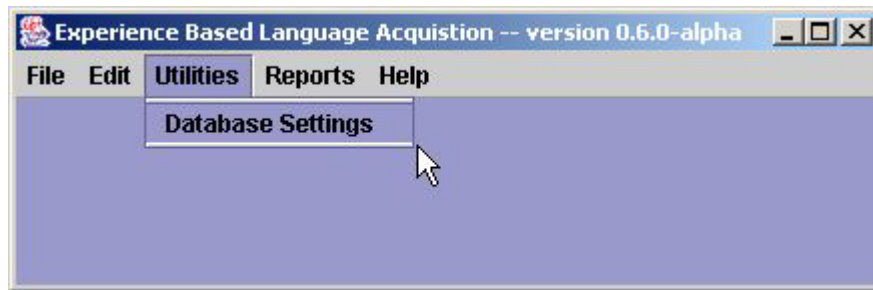 Experience Based Language Acquistion -- version 0.6.0-alpha
File Edit Utilities Reports Help
Database Settings